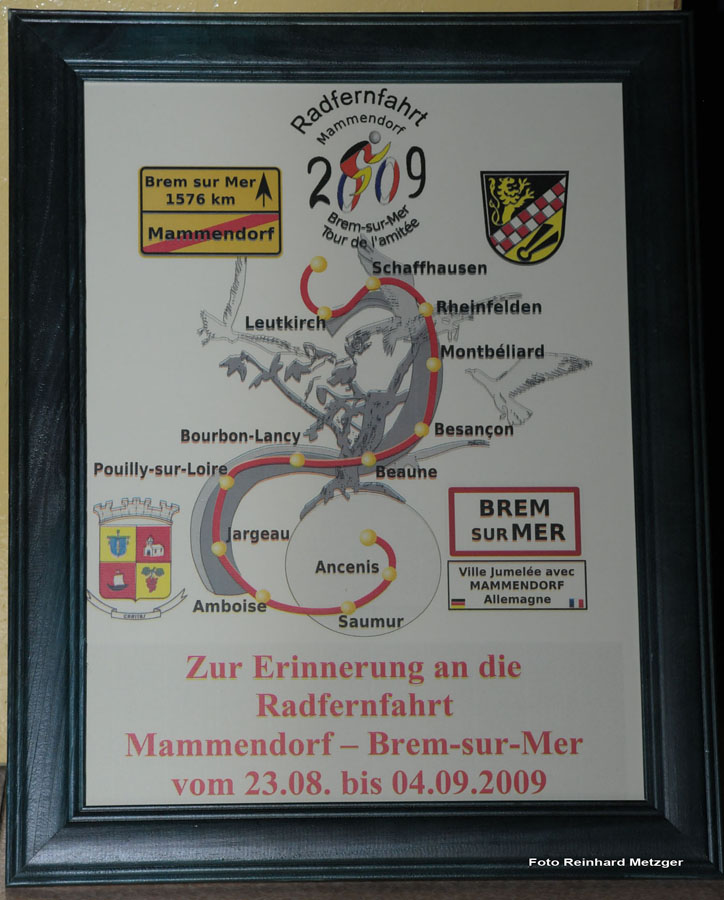 Radfernfahrt
Mammendorf
2009
Brem-sur-Mer
Tour de l'amitée
Brem sur Mer
1576 km
Mammendorf
Schaffhausen
Rheinfelden
Leutkirch
Montbéliard
Besançon
Bourbon-Lancy
Pouilly-sur-Loire
Beaune
Jargeau
Ancenis
Amboise
Saumur
BREM
SUR MER
Ville Jumelée avec
MAMMENDORF
Allemagne
Zur Erinnerung an die
Radfernfahrt
Mammendorf – Brem-sur-Mer
vom 23.08. bis 04.09.2009
Foto Reinhard Metzger